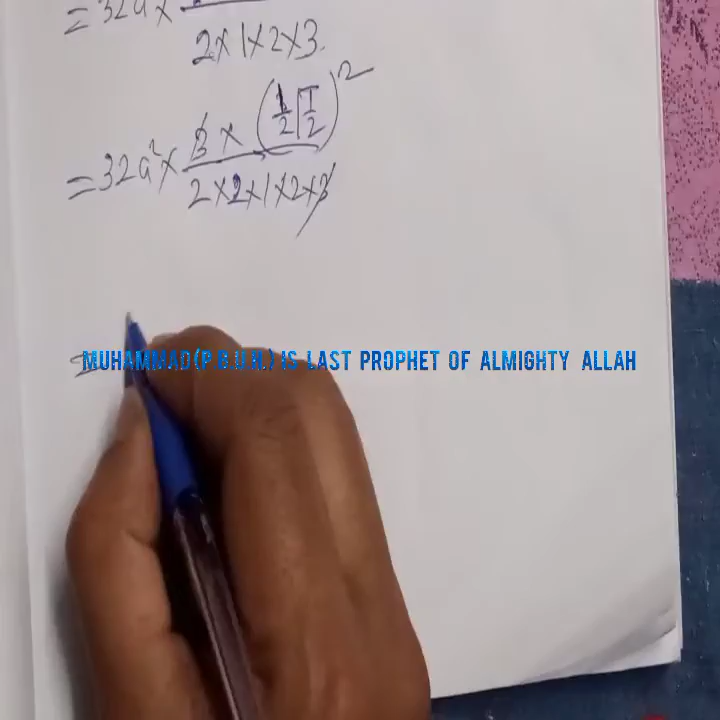 = 32a ×
2×1×2×3.
= 32a² × 3 × (1/2 √π/2)² / 2×2×1×2×3
=
MUHAMMAD(P.B.U.H.) IS LAST PROPHET OF ALMIGHTY ALLAH